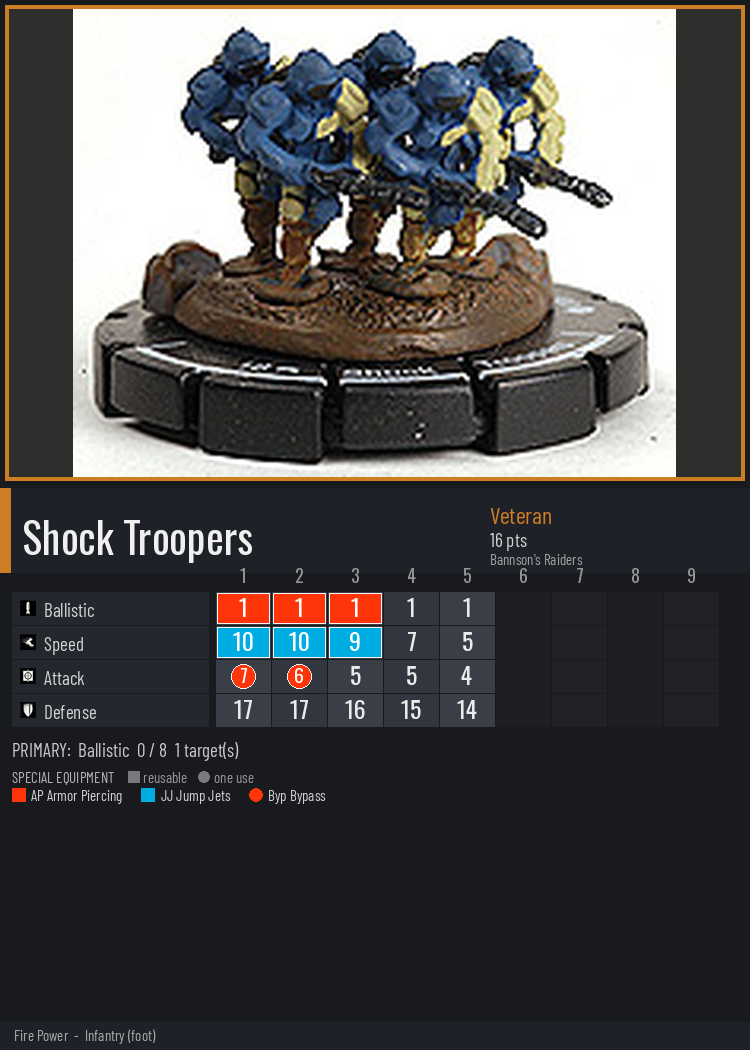 Shock Troopers
Veteran
16 pts
Bannson's Raiders
1 2 3 4 5 6 7 8 9
Ballistic 1 1 1 1 1
Speed 10 10 9 7 5
Attack 7 6 5 5 4
Defense 17 17 16 15 14
PRIMARY: Ballistic 0 / 8 1 target(s)
SPECIAL EQUIPMENT reusable one use
AP Armor Piercing JJ Jump Jets Byp Bypass
Fire Power - Infantry (foot)